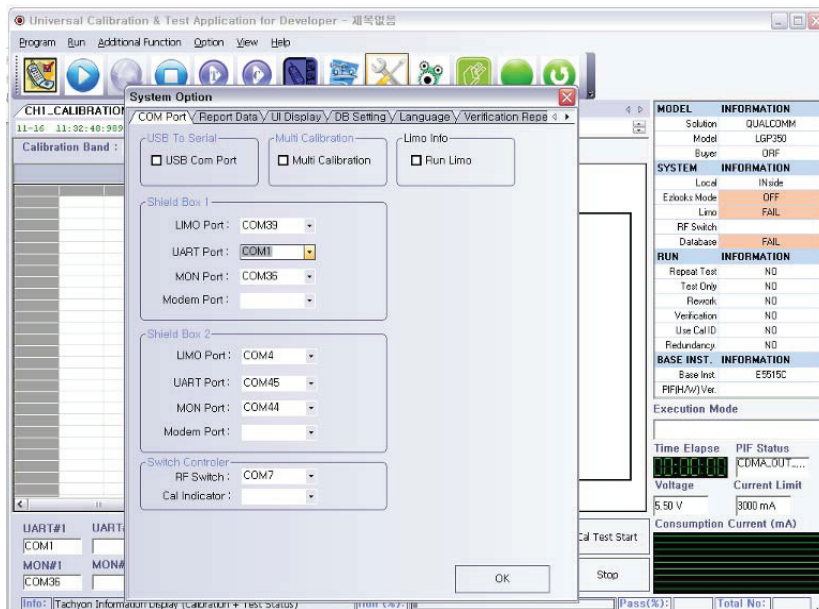 Universal Calibration & Test Application for Developer - 제목없음
Program Run Additional Function Option View Help
System Option
COM Port Report Data UI Display DB Setting Language Verification Repe
CH1_CALIBRATION
11-16 11:32:48:989
Calibration Band :
USB To Serial
USB Com Port
Multi Calibration
Multi Calibration
Limo Info
Run Limo
Shield Box 1
LIMO Port : COM39
UART Port : COM1
MON Port : COM36
Modem Port :
Shield Box 2
LIMO Port : COM4
UART Port : COM45
MON Port : COM44
Modem Port :
Switch Controler
RF Switch : COM7
Cal Indicator :
OK
MODEL INFORMATION
Solution QUALCOMM
Model LGP350
Buyer ORF
SYSTEM INFORMATION
Local INside
Ezlooks Mode OFF
Limo FAIL
RF Switch
Database FAIL
RUN INFORMATION
Repeat Test NO
Test Only NO
Rework NO
Verification NO
Use Cal ID NO
Redundancy. NO
BASE INST. INFORMATION
Base Inst. E5515C
PIF(H/W) Ver.
Execution Mode
Time Elapse PIF Status
00:00:00 CDMA_OUT_...
Voltage Current Limit
5.50 V 3000 mA
Consumption Current (mA)
UART#1 UART
COM1
MON#1 MON#
COM36
Cal Test Start
Stop
Info: Tachyon Information Display (Calibration + Test Status) Run (%): Pass(%): Total No: